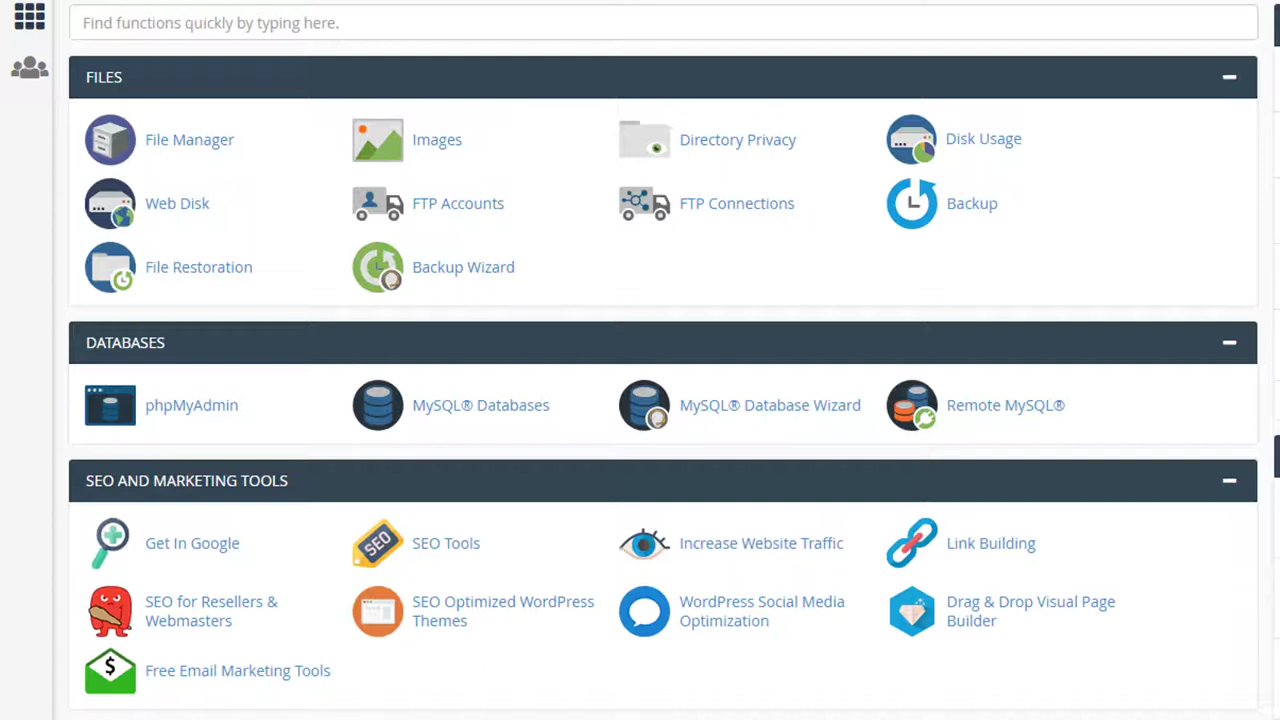 Find functions quickly by typing here.
FILES
File Manager
Images
Directory Privacy
Disk Usage
Web Disk
FTP Accounts
FTP Connections
Backup
File Restoration
Backup Wizard
DATABASES
phpMyAdmin
MySQL® Databases
MySQL® Database Wizard
Remote MySQL®
SEO AND MARKETING TOOLS
Get In Google
SEO
SEO Tools
Increase Website Traffic
Link Building
SEO for Resellers &
Webmasters
SEO Optimized WordPress
Themes
WordPress Social Media
Optimization
Drag & Drop Visual Page
Builder
$
Free Email Marketing Tools